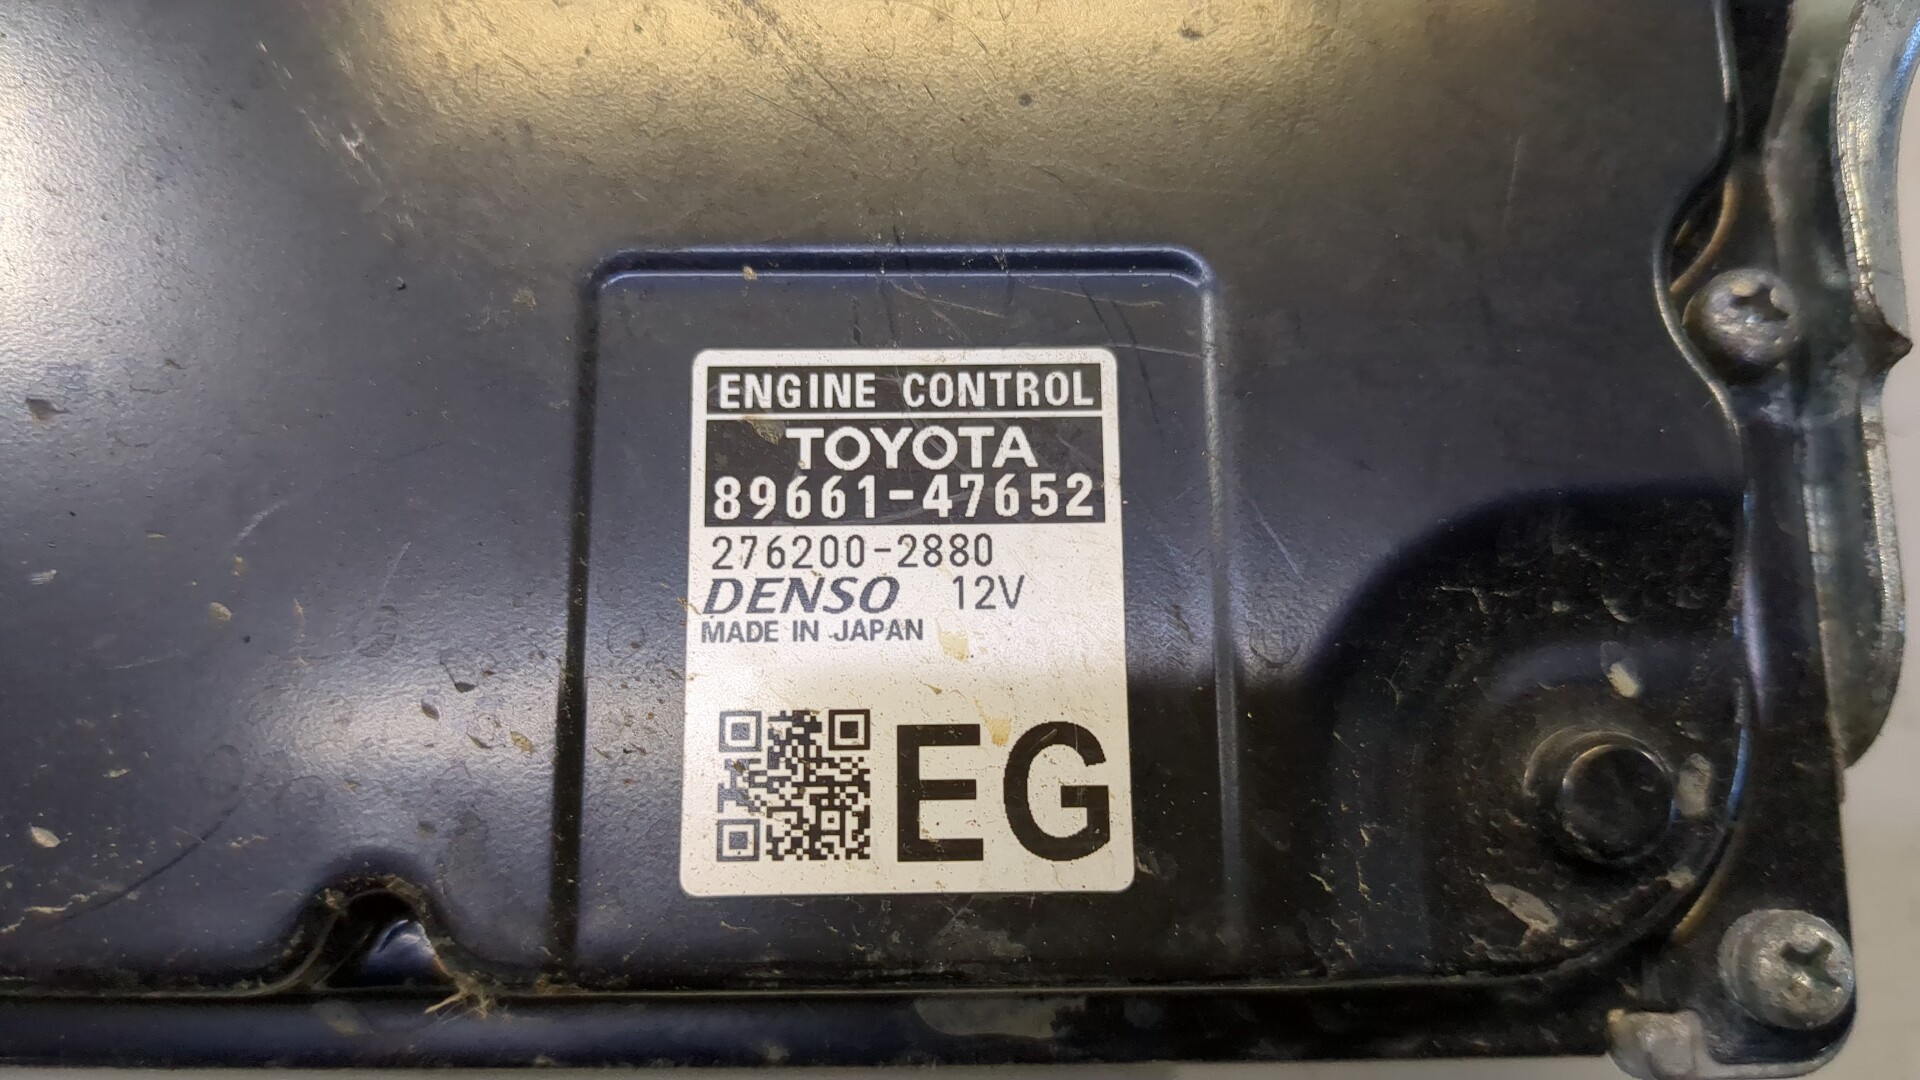 ENGINE CONTROL
TOYOTA
89661-47652
276200-2880
DENSO 12V
MADE IN JAPAN
EG